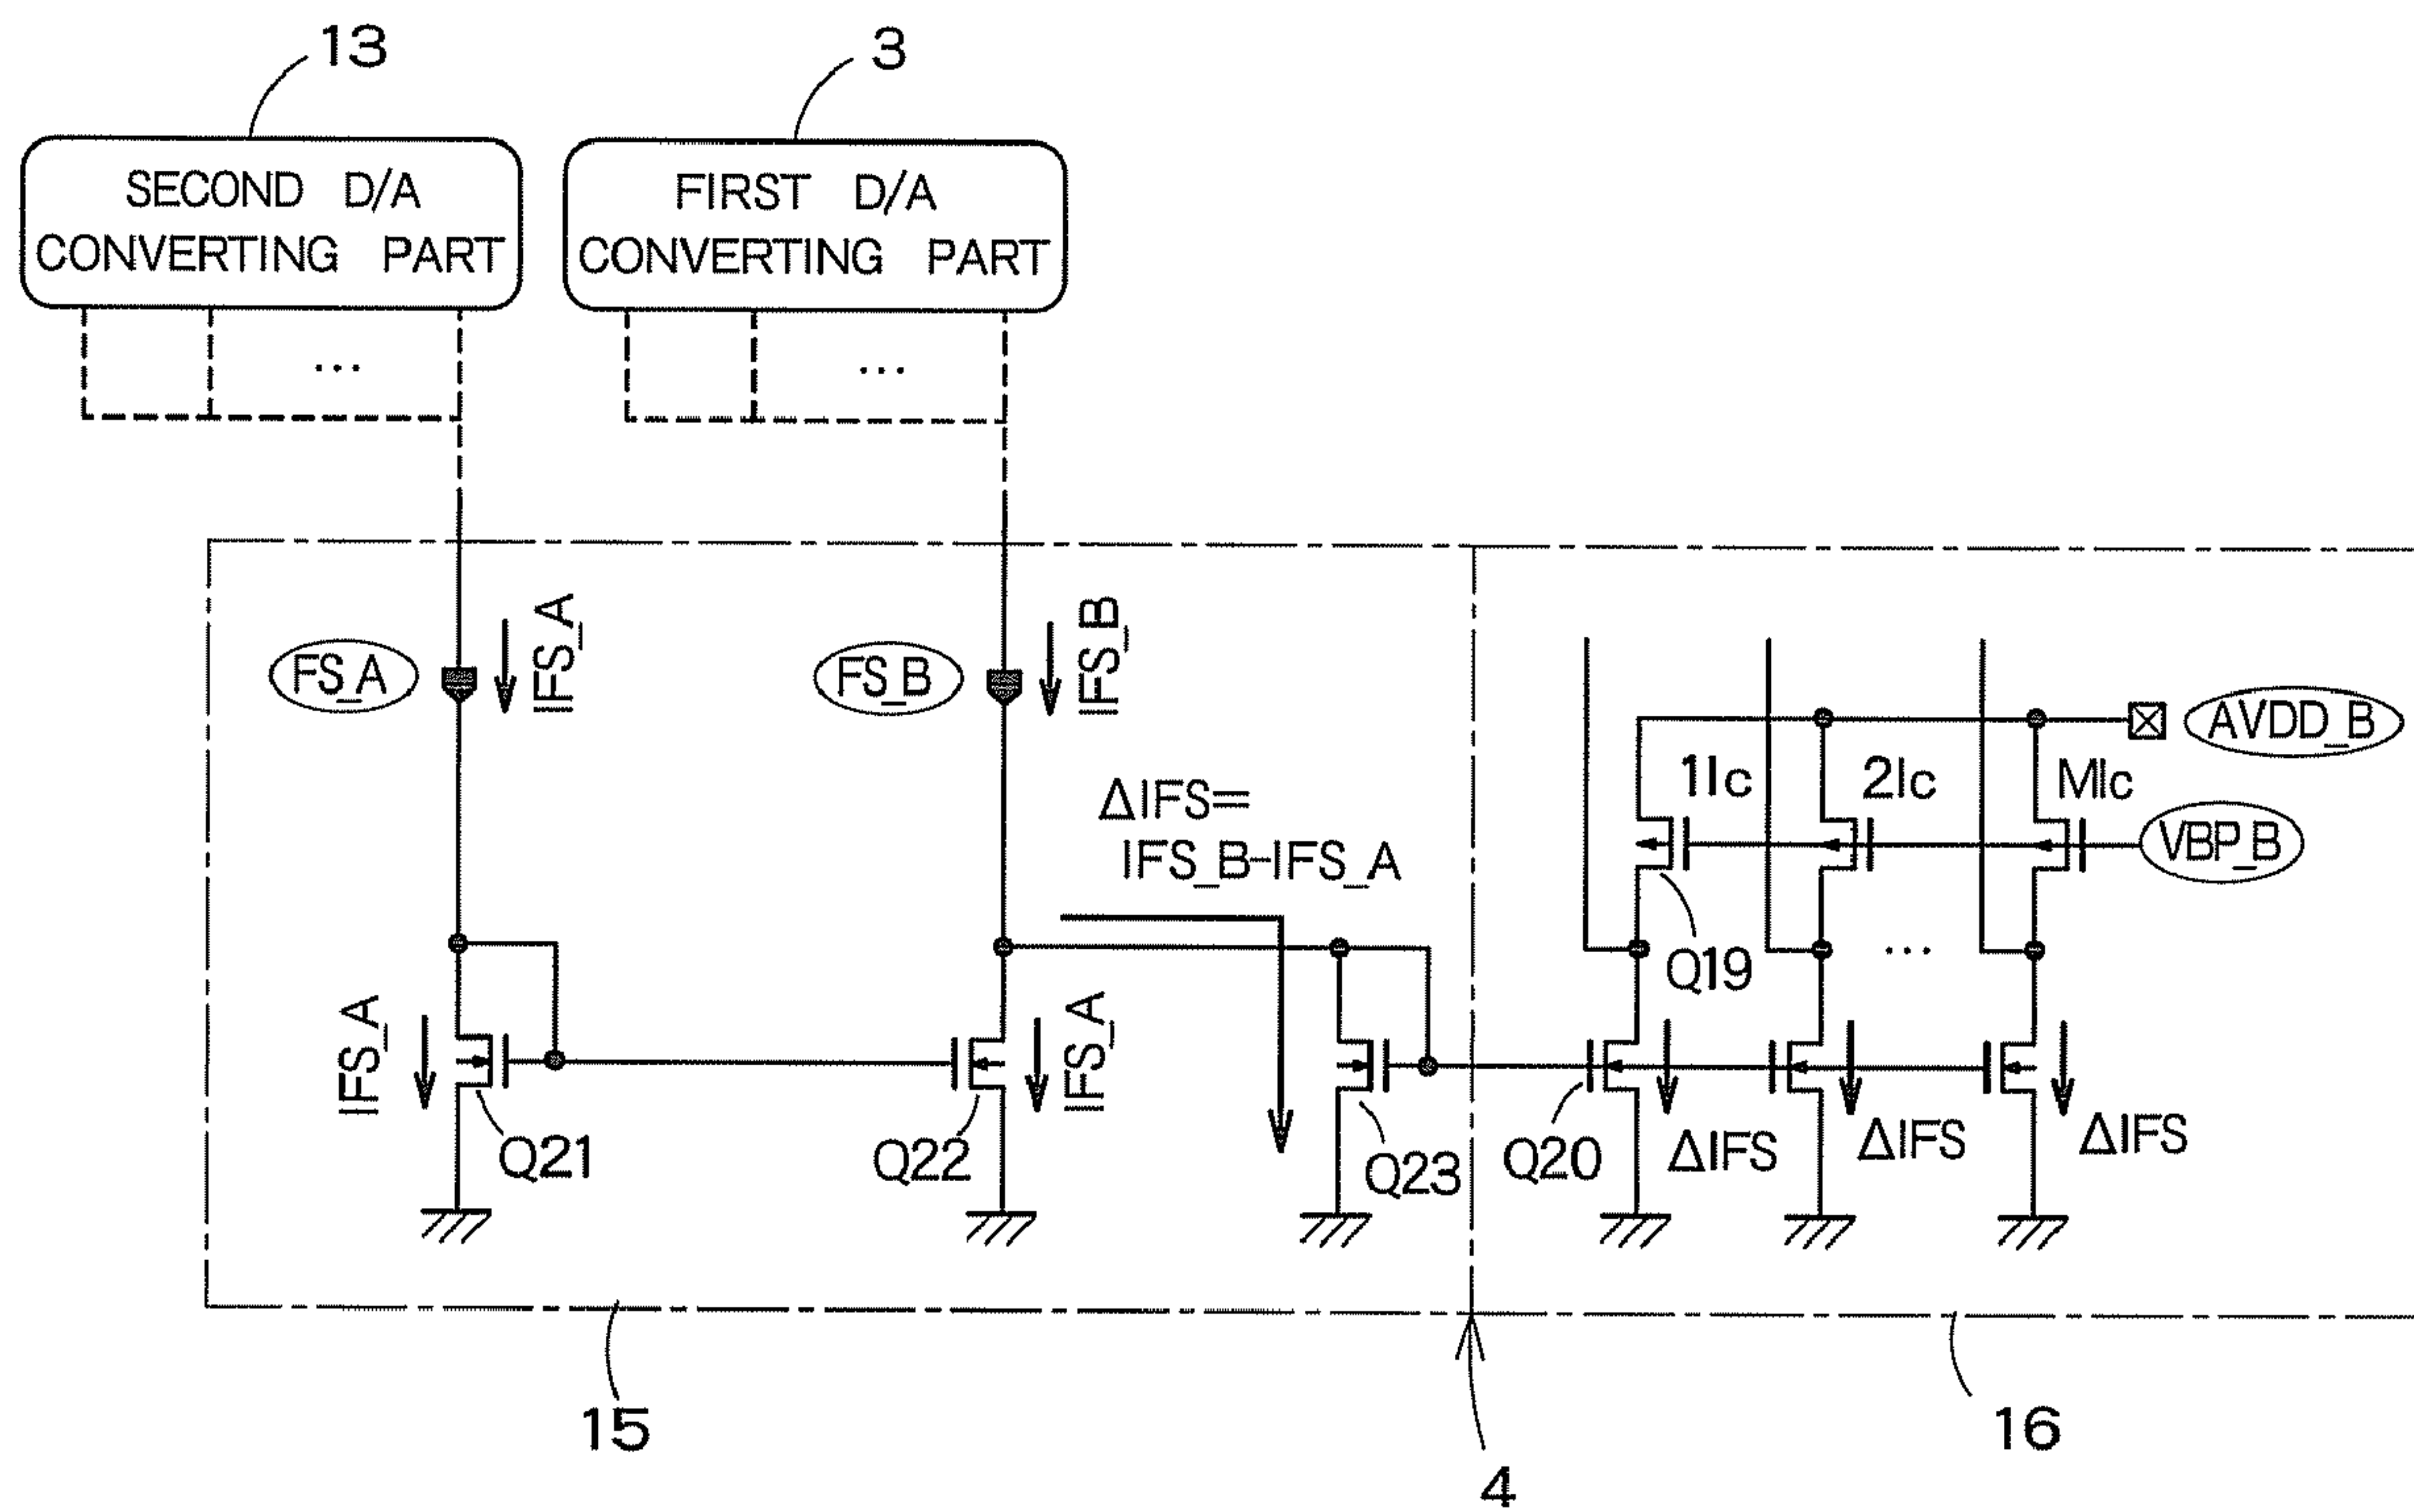 13
3
SECOND D/A
CONVERTING PART
FIRST D/A
CONVERTING PART
...
...
IFS_A
IFS_B
FS_A
FS_B
AVDD_B
1Ic
2Ic
MIc
ΔIFS=
IFS_B-IFS_A
VBP_B
Q19
...
IFS_A
IFS_A
Q21
Q22
Q23
Q20
ΔIFS
ΔIFS
ΔIFS
15
16
4